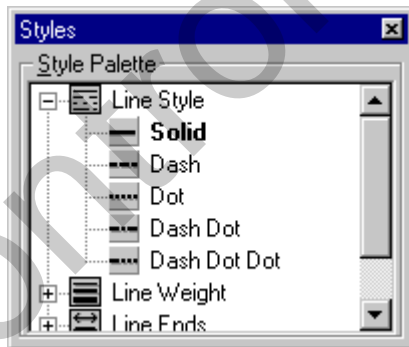 Styles
Style Palette
Line Style
Solid
Dash
Dot
Dash Dot
Dash Dot Dot
Line Weight
Line Ends